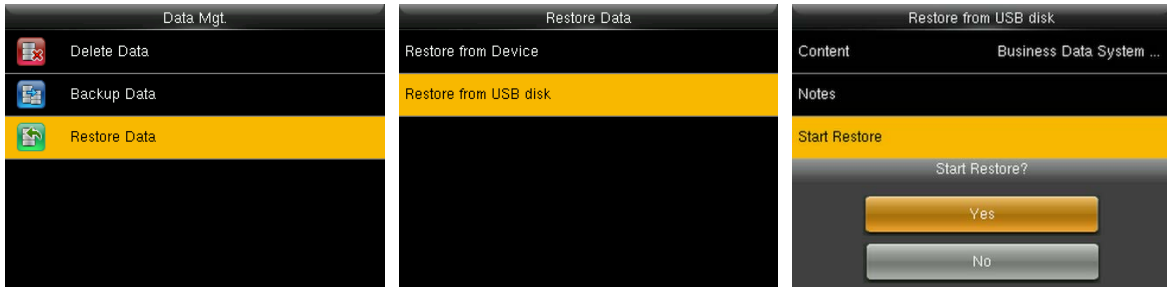 Data Mgt.
Delete Data
Backup Data
Restore Data
Restore Data
Restore from Device
Restore from USB disk
Restore from USB disk
Content Business Data System ...
Notes
Start Restore
Start Restore?
Yes
No